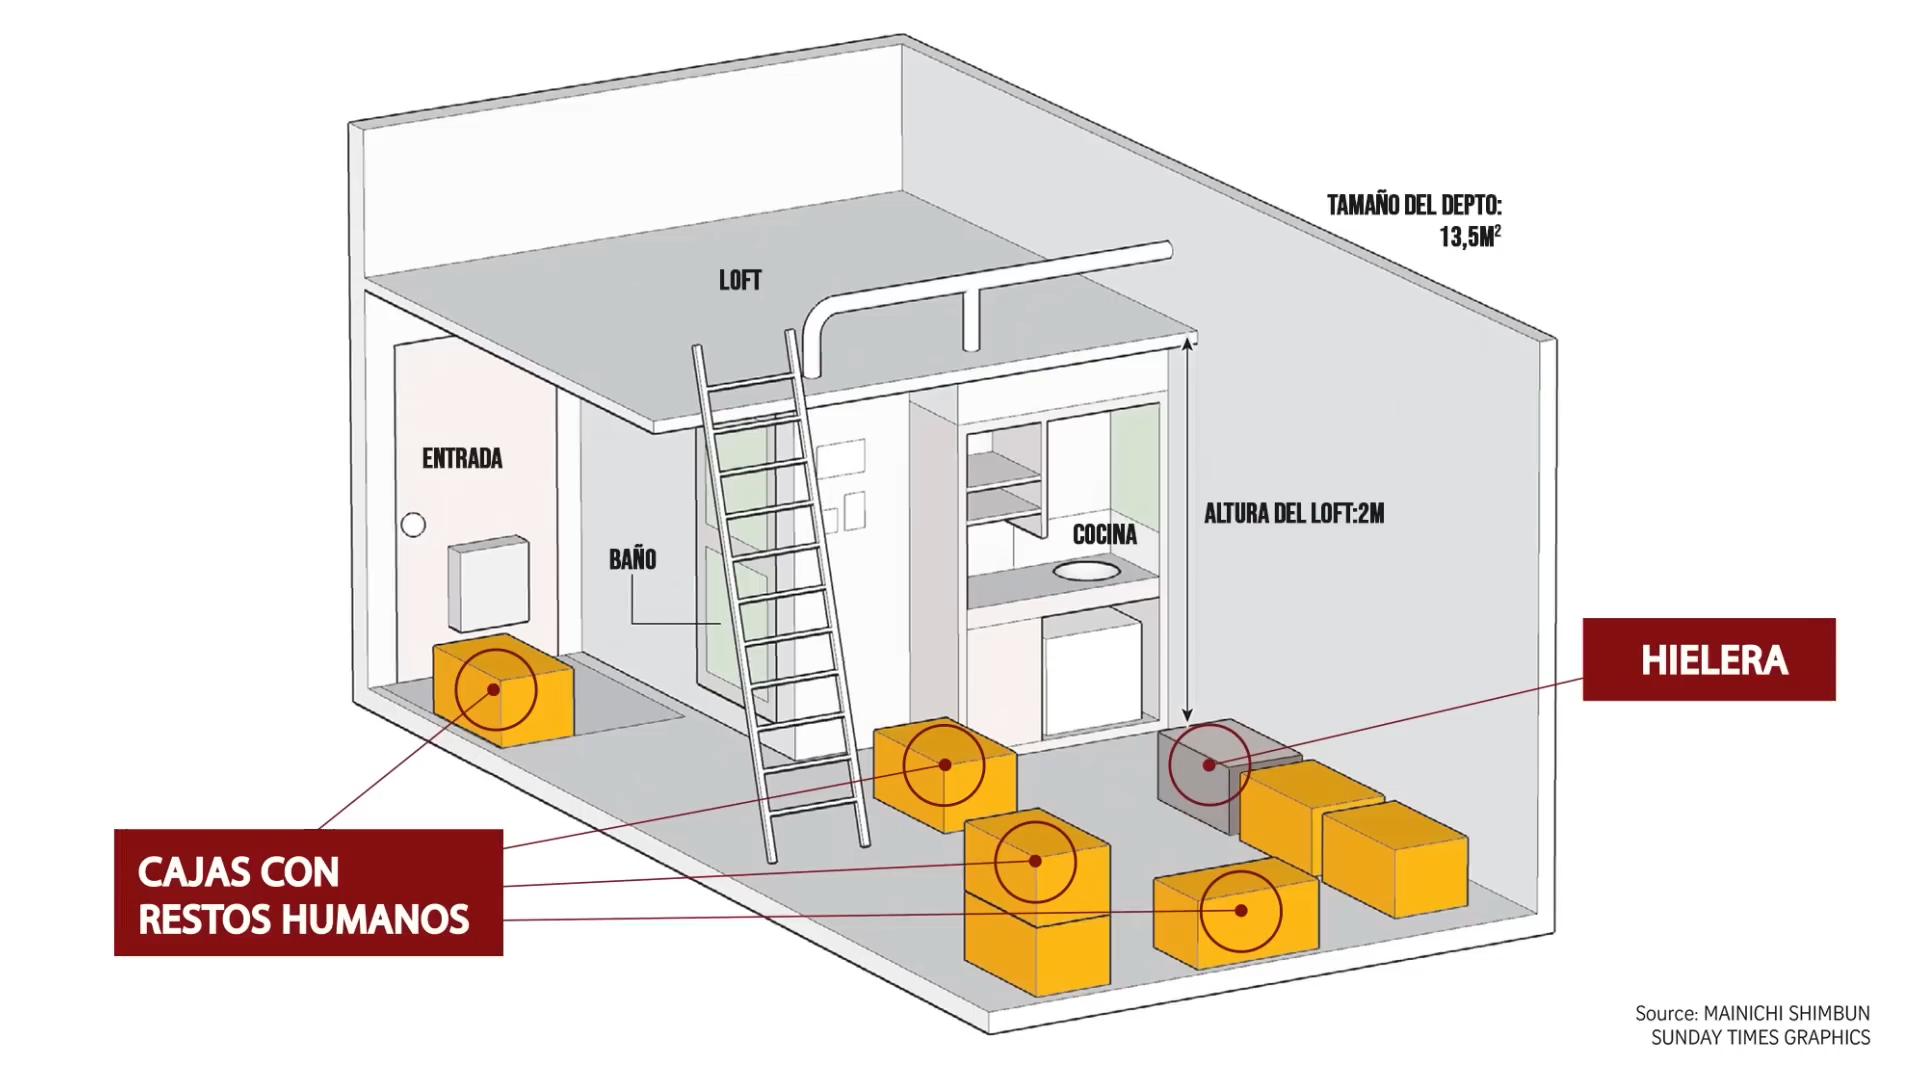 TAMAÑO DEL DEPTO:
13,5M²
LOFT
ENTRADA
ALTURA DEL LOFT:2M
COCINA
BAÑO
HIELERA
CAJAS CON
RESTOS HUMANOS
Source: MAINICHI SHIMBUN
SUNDAY TIMES GRAPHICS